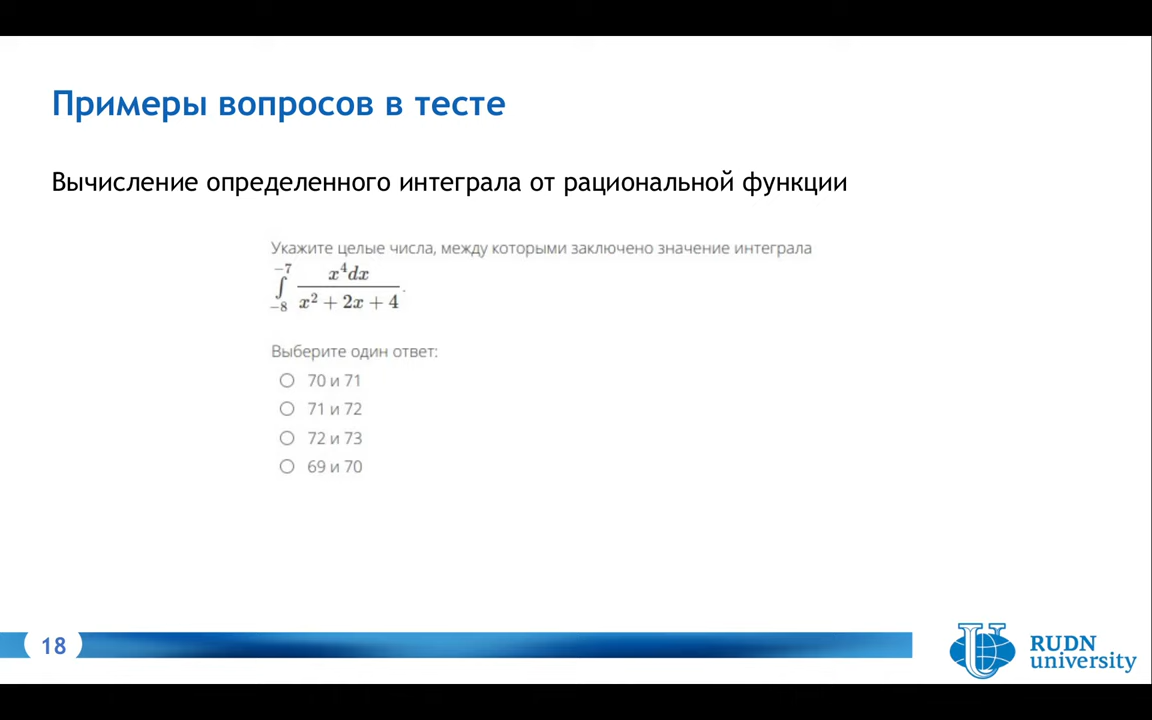 Примеры вопросов в тесте
Вычисление определенного интеграла от рациональной функции
Укажите целые числа, между которыми заключено значение интеграла
−7
∫ x⁴dx
−8 x² + 2x + 4 .
Выберите один ответ:
70 и 71
71 и 72
72 и 73
69 и 70
18
RUDN
university